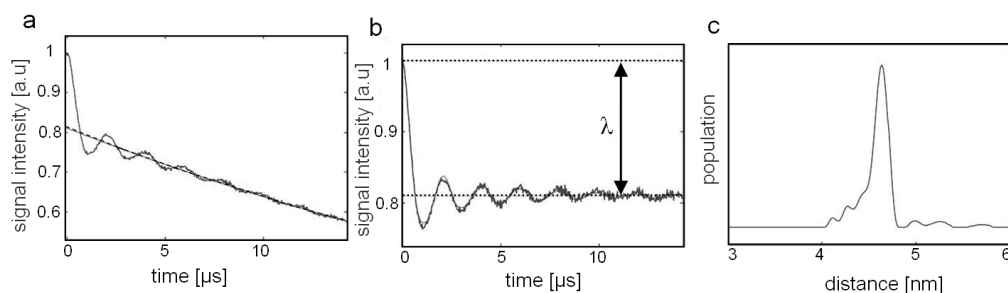 a
1
0.9
0.8
0.7
0.6
0
5
10
signal intensity [a.u]
time [µs]
b
1
0.9
0.8
0
5
10
λ
signal intensity [a.u]
time [µs]
c
population
3
4
5
6
distance [nm]